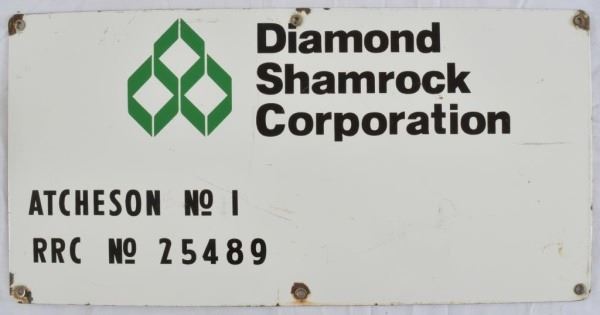 Diamond
Shamrock
Corporation
ATCHESON Nº 1
RRC Nº 25489